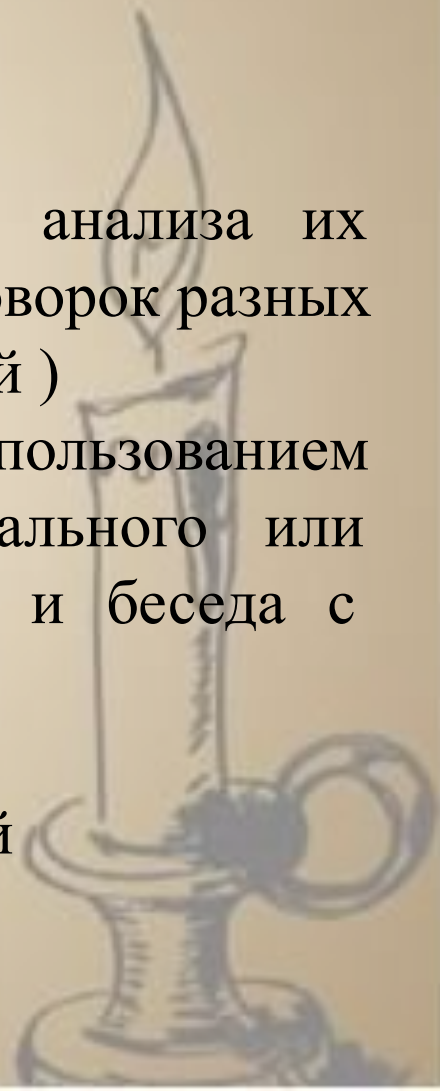 анализа их
ворок разных
й )
пользованием
ального или
и беседа с
й